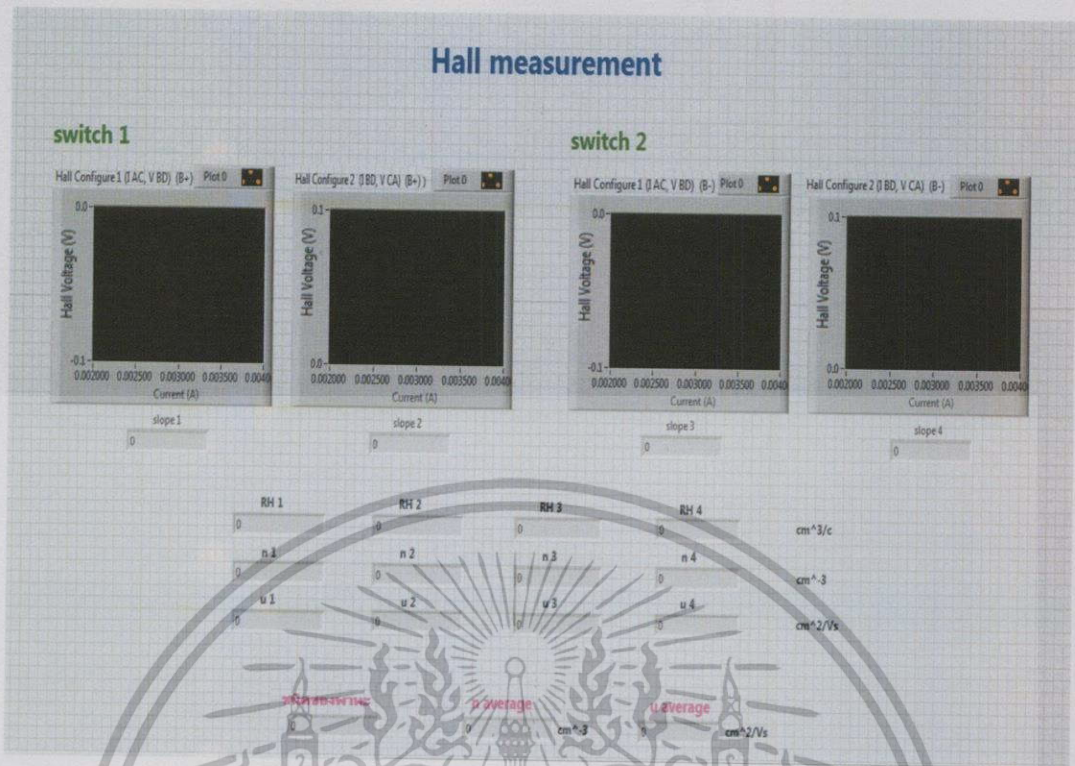 Hall measurement
switch 1
switch 2
Hall Configure 1 (I AC, V BD) (B+) Plot 0
Hall Configure 2 (I BD, V CA) (B+) ) Plot 0
Hall Configure 1 (I AC, V BD) (B-) Plot 0
Hall Configure 2 (I BD, V CA) (B-) Plot 0
Hall Voltage (V)
0.0
-0.1
0.002000 0.002500 0.003000 0.003500 0.0040
Current (A)
Hall Voltage (V)
0.1
0.0
0.002000 0.002500 0.003000 0.003500 0.0040
Current (A)
Hall Voltage (V)
0.0
-0.1
0.002000 0.002500 0.003000 0.003500 0.0040
Current (A)
Hall Voltage (V)
0.1
0.0
0.002000 0.002500 0.003000 0.003500 0.0040
Current (A)
slope 1
0
slope 2
0
slope 3
0
slope 4
0
RH 1 RH 2 RH 3 RH 4
0 0 0 0 cm^3/c
n 1 n 2 n 3 n 4
0 0 0 0 cm^-3
u 1 u 2 u 3 u 4
0 0 0 0 cm^2/Vs
n average u average
0 0 cm^-3 0 cm^2/Vs